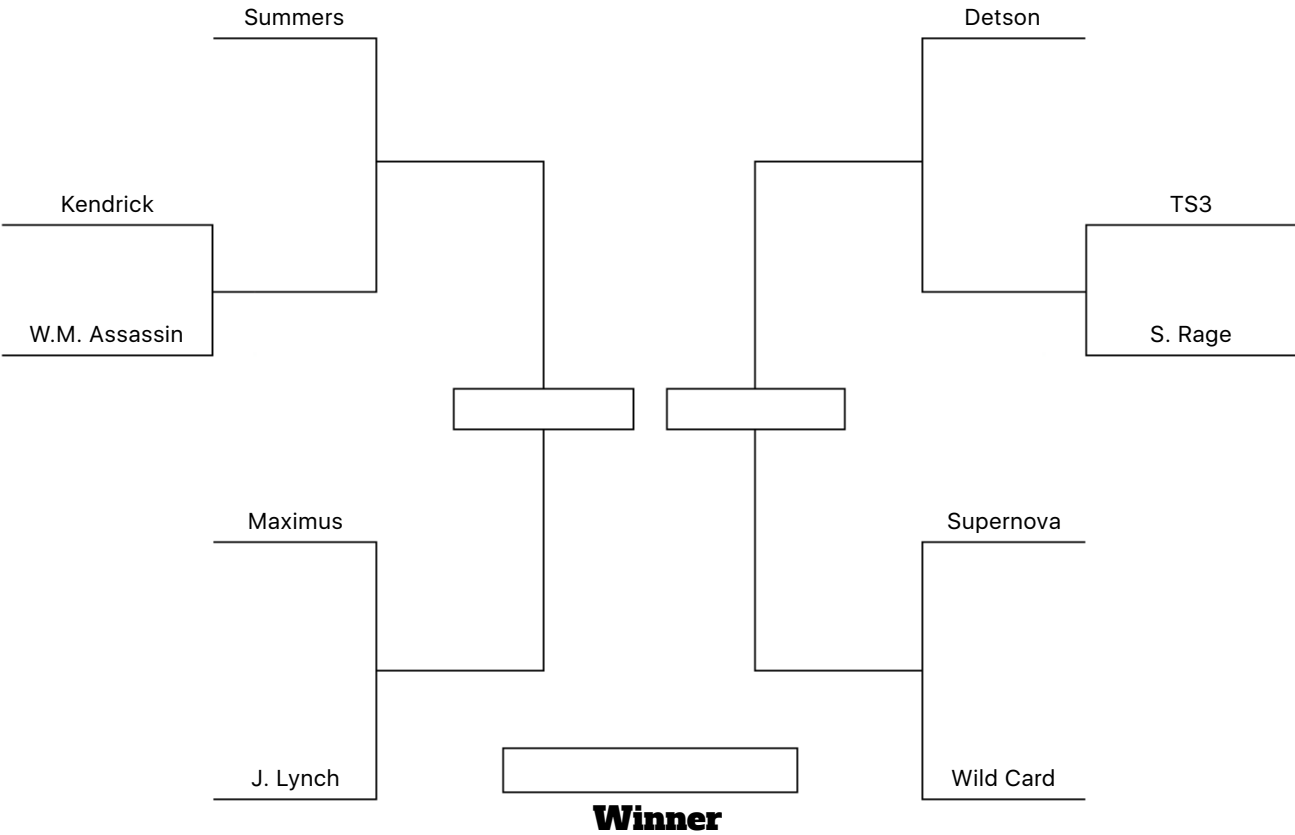 Summers
Detson
Kendrick
TS3
W.M. Assassin
S. Rage
Maximus
Supernova
J. Lynch
Wild Card
Winner